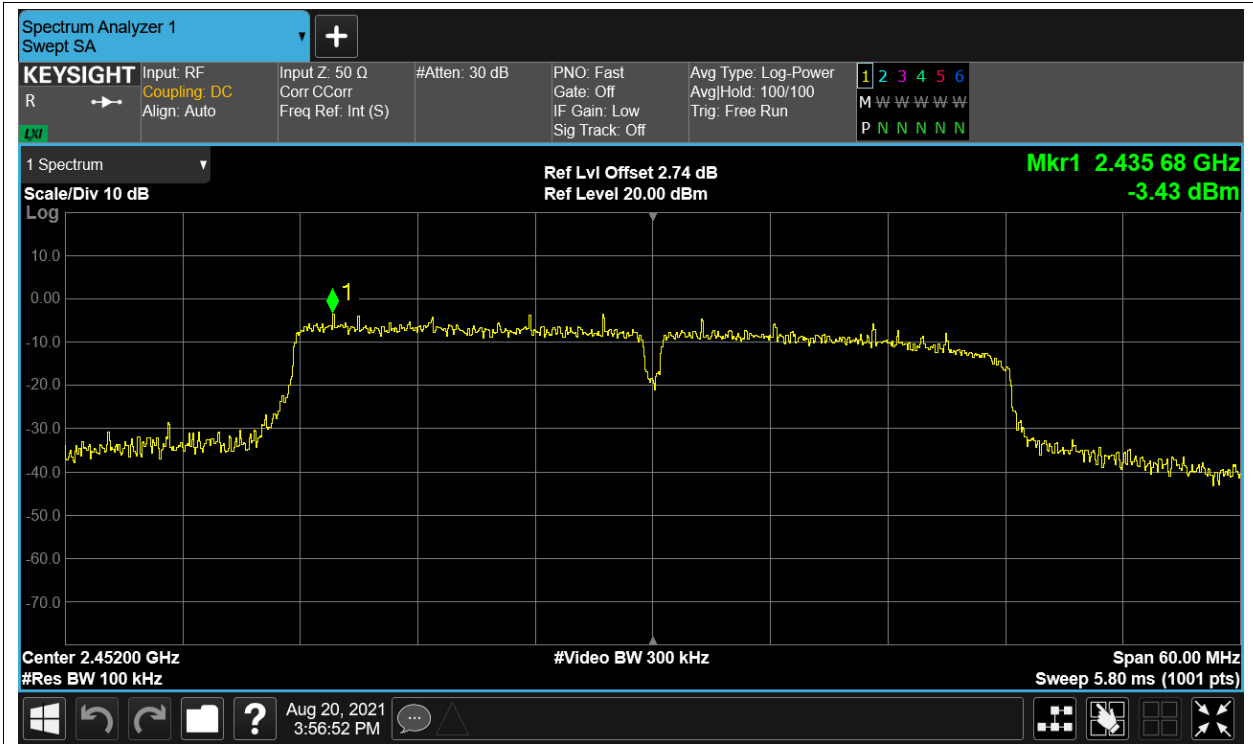 Spectrum Analyzer 1
Swept SA
KEYSIGHT
R
LXI
Input: RF
Coupling: DC
Align: Auto
Input Z: 50 Ω
Corr CCorr
Freq Ref: Int (S)
#Atten: 30 dB
PNO: Fast
Gate: Off
IF Gain: Low
Sig Track: Off
Avg Type: Log-Power
Avg|Hold: 100/100
Trig: Free Run
1 2 3 4 5 6
M W W W W W
P N N N N N
1 Spectrum
Scale/Div 10 dB
Log
Ref Lvl Offset 2.74 dB
Ref Level 20.00 dBm
Mkr1 2.435 68 GHz
-3.43 dBm
10.0
0.00
-10.0
-20.0
-30.0
-40.0
-50.0
-60.0
-70.0
1
Center 2.45200 GHz
#Res BW 100 kHz
#Video BW 300 kHz
Span 60.00 MHz
Sweep 5.80 ms (1001 pts)
?
Aug 20, 2021
3:56:52 PM